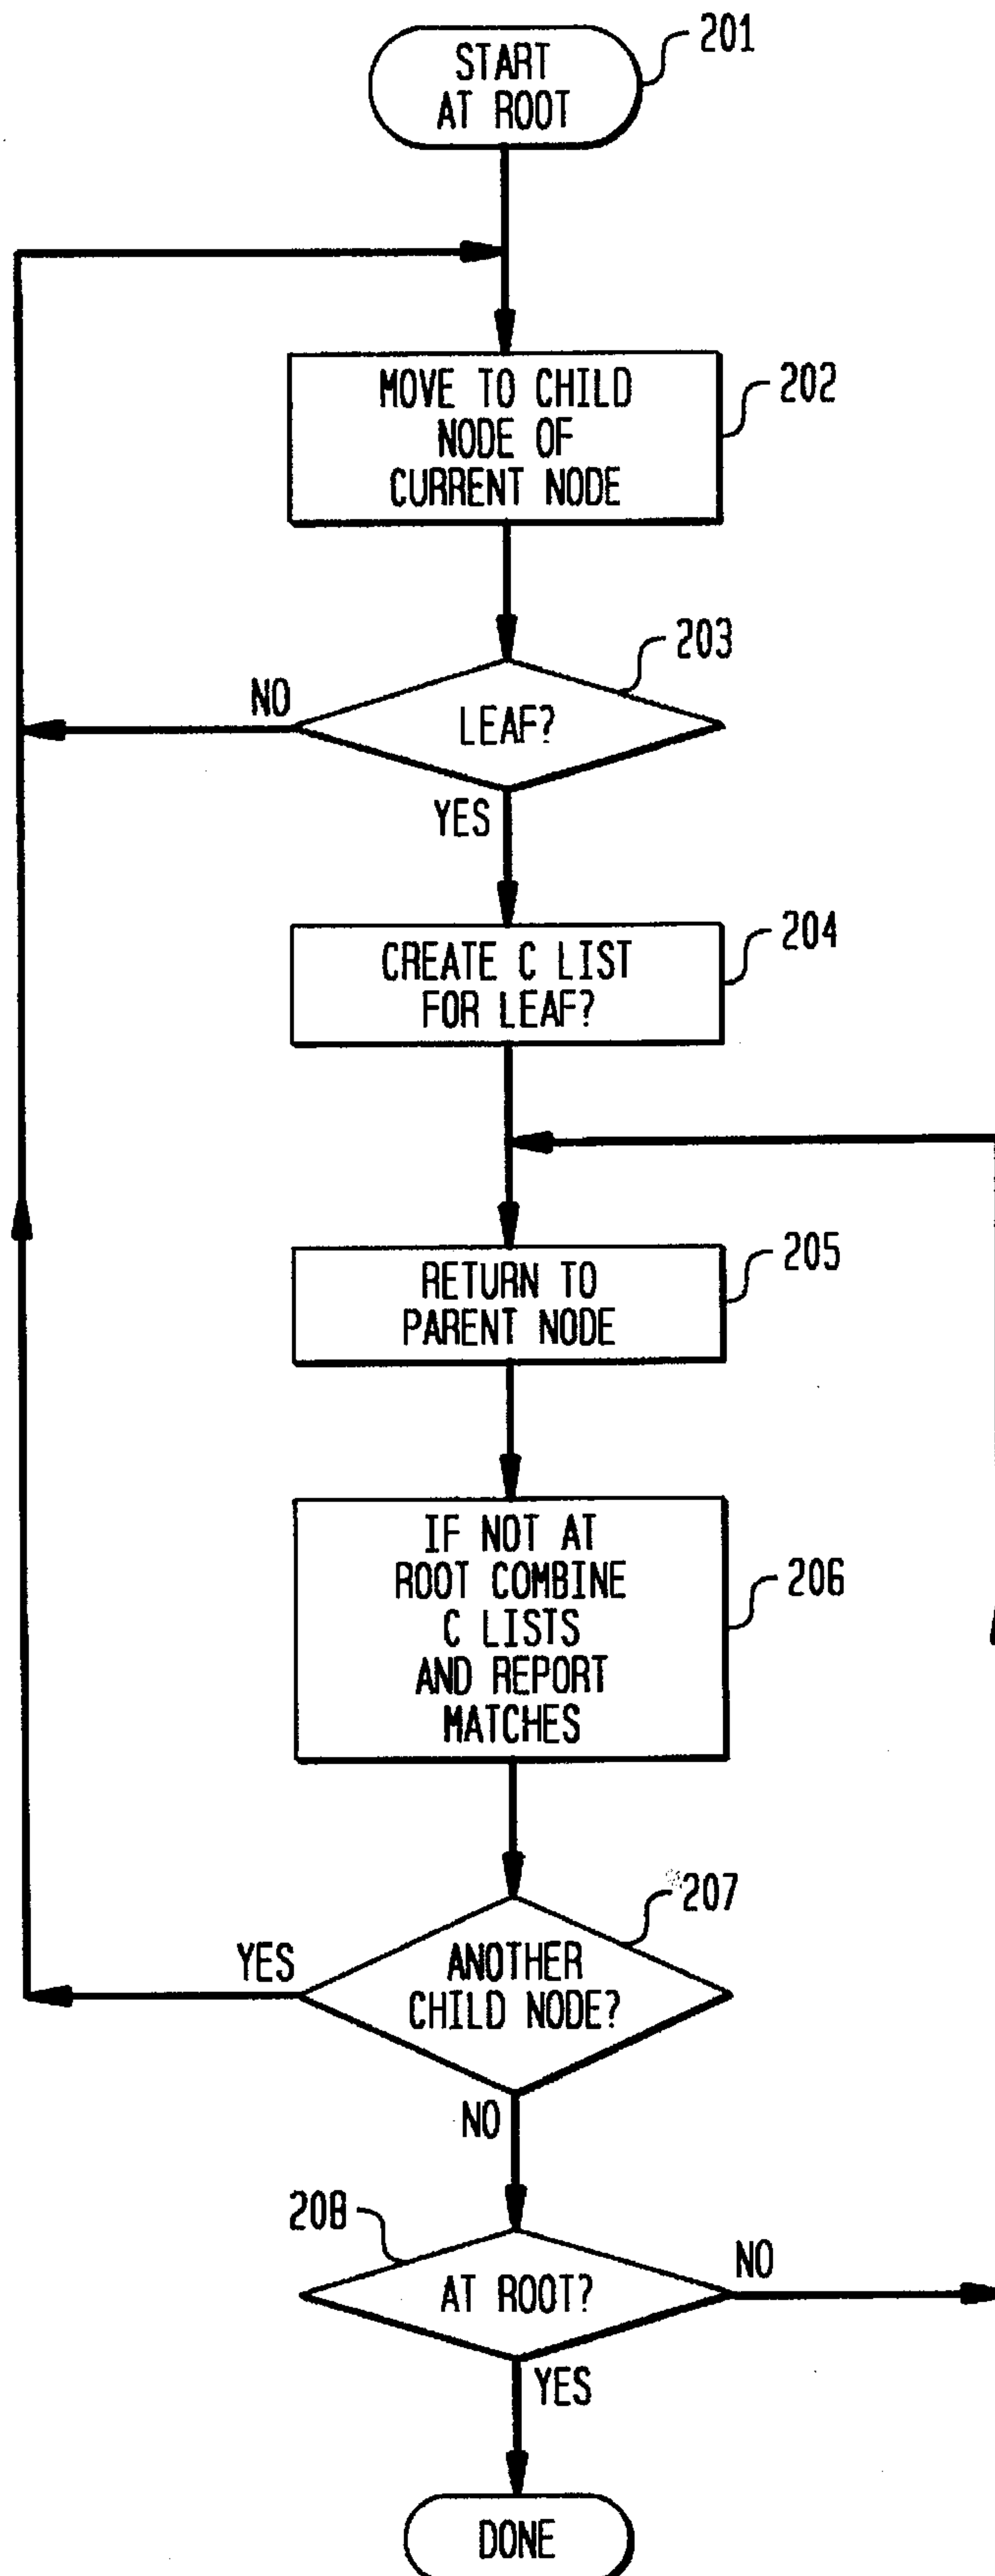 START
AT ROOT
201
MOVE TO CHILD
NODE OF
CURRENT NODE
202
203
NO
LEAF?
YES
204
CREATE C LIST
FOR LEAF?
205
RETURN TO
PARENT NODE
IF NOT AT
ROOT COMBINE
C LISTS
AND REPORT
MATCHES
206
207
YES
ANOTHER
CHILD NODE?
NO
208
NO
AT ROOT?
YES
DONE